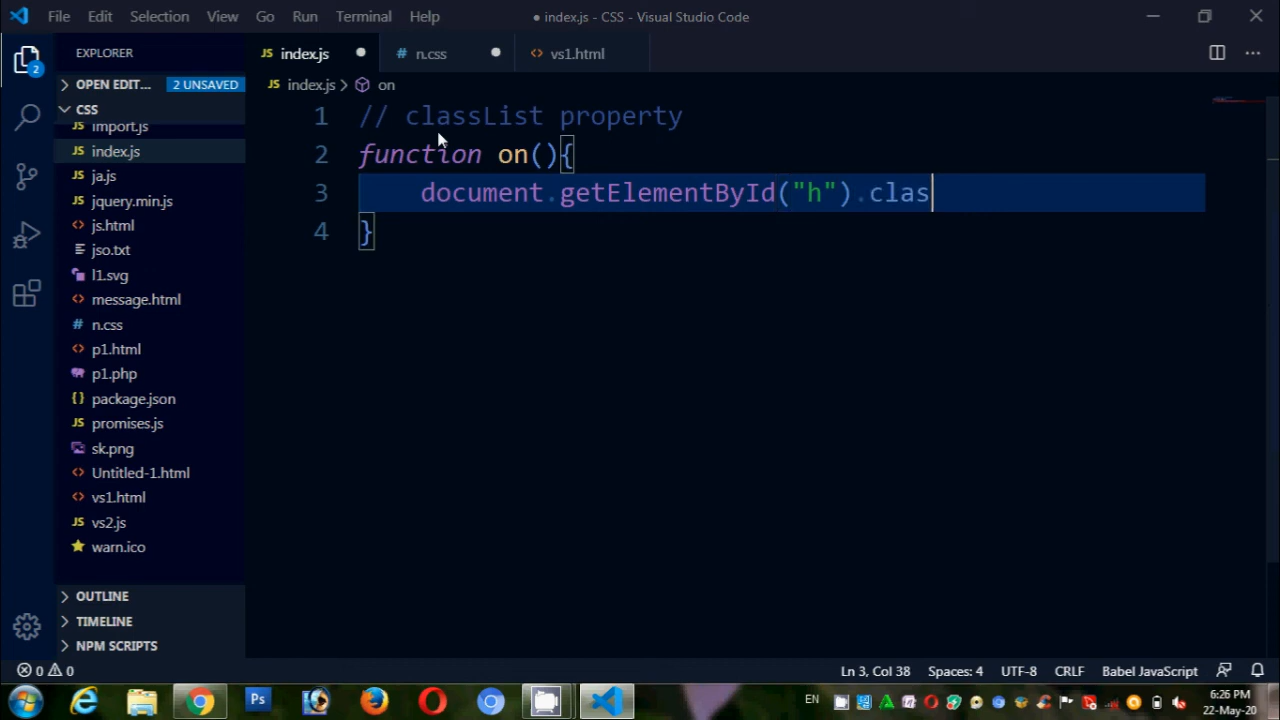 File Edit Selection View Go Run Terminal Help
● index.js - CSS - Visual Studio Code
EXPLORER
index.js
n.css
vs1.html
OPEN EDIT... 2 UNSAVED
index.js
on
CSS
import.js
index.js
ja.js
jquery.min.js
js.html
jso.txt
l1.svg
message.html
n.css
p1.html
p1.php
package.json
promises.js
sk.png
Untitled-1.html
vs1.html
vs2.js
warn.ico
OUTLINE
TIMELINE
NPM SCRIPTS
2
1 // classList property
2 function on(){
3 document.getElementById("h").clas
4 }
0 0
Ln 3, Col 38 Spaces: 4 UTF-8 CRLF Babel JavaScript
Ps
EN
6:26 PM
22-May-20